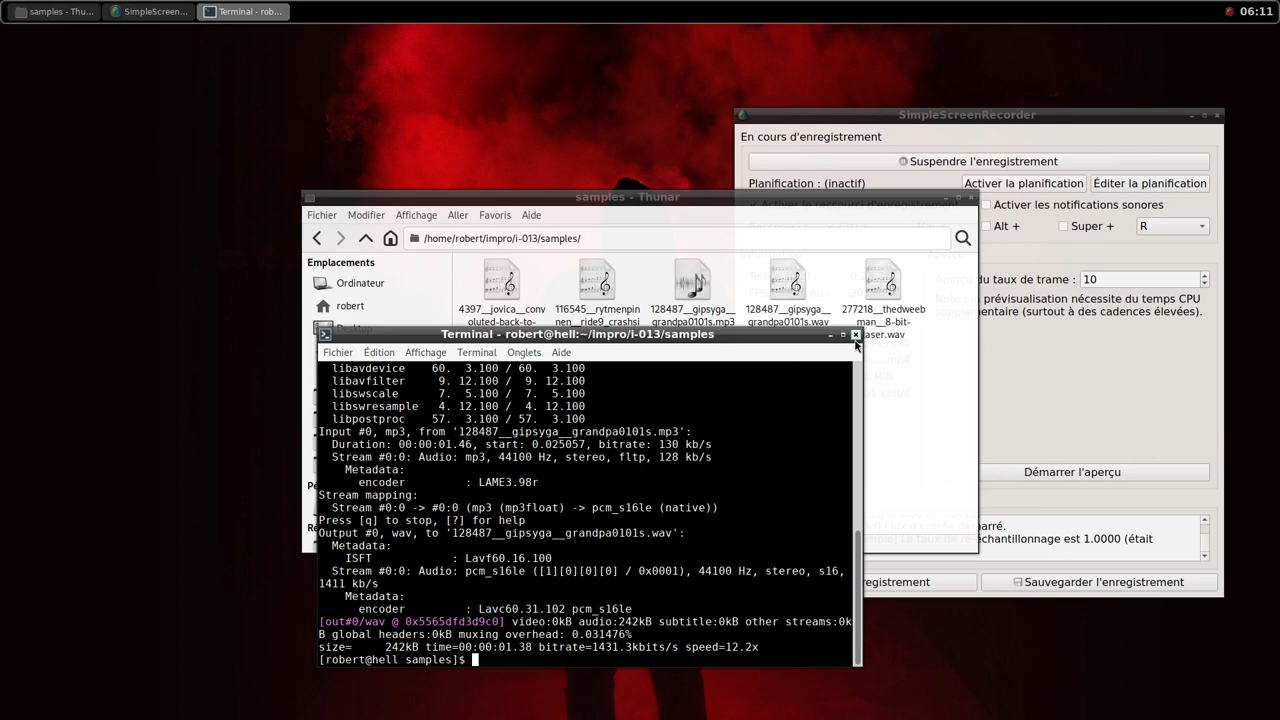 samples - Thu...
SimpleScreen...
Terminal - rob...
06:11
SimpleScreenRecorder
En cours d'enregistrement
Suspendre l'enregistrement
Planification : (inactif)
Activer la planification
Éditer la planification
Activer les notifications sonores
Alt +
Super +
R
Aperçu du taux de trame :
10
prévisualisation nécessite du temps CPU
supplémentaire (surtout à des cadences élevées).
Démarrer l'aperçu
Flux d'entrée démarré.
Le taux de rééchantillonnage est 1.0000 (était
Sauvegarder l'enregistrement
samples - Thunar
Fichier Modifier Affichage Aller Favoris Aide
/home/robert/impro/i-013/samples/
Emplacements
Ordinateur
robert
Desktop
4397__jovica__con
voluted-back-to-
116545__rytmenpin
nen__ride9_crashsi
128487__gipsyga__
grandpa0101s.mp3
128487__gipsyga__
grandpa0101s.wav
277218__thedweeb
man__8-bit-
laser.wav
Terminal - robert@hell:~/impro/i-013/samples
Fichier Édition Affichage Terminal Onglets Aide
libavdevice    60.  3.100 / 60.  3.100
libavfilter     9. 12.100 /  9. 12.100
libswscale      7.  5.100 /  7.  5.100
libswresample   4. 12.100 /  4. 12.100
libpostproc    57.  3.100 / 57.  3.100
Input #0, mp3, from '128487__gipsyga__grandpa0101s.mp3':
Duration: 00:00:01.46, start: 0.025057, bitrate: 130 kb/s
Stream #0:0: Audio: mp3, 44100 Hz, stereo, fltp, 128 kb/s
Metadata:
encoder         : LAME3.98r
Stream mapping:
Stream #0:0 -> #0:0 (mp3 (mp3float) -> pcm_s16le (native))
Press [q] to stop, [?] for help
Output #0, wav, to '128487__gipsyga__grandpa0101s.wav':
Metadata:
ISFT            : Lavf60.16.100
Stream #0:0: Audio: pcm_s16le ([1][0][0][0] / 0x0001), 44100 Hz, stereo, s16,
1411 kb/s
Metadata:
encoder         : Lavc60.31.102 pcm_s16le
[out#0/wav @ 0x5565dfd3d9c0] video:0kB audio:242kB subtitle:0kB other streams:0k
B global headers:0kB muxing overhead: 0.031476%
size=     242kB time=00:00:01.38 bitrate=1431.3kbits/s speed=12.2x
[robert@hell samples]$